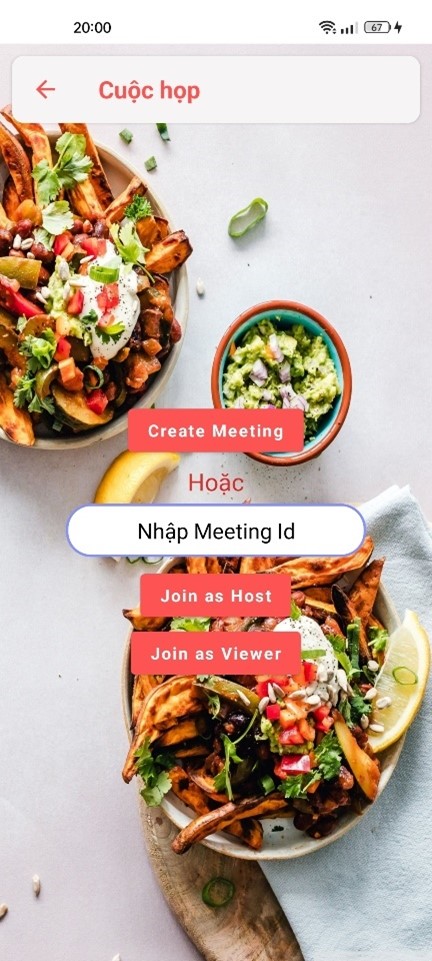 20:00
67
Cuộc họp
Create Meeting
Hoặc
Nhập Meeting Id
Join as Host
Join as Viewer